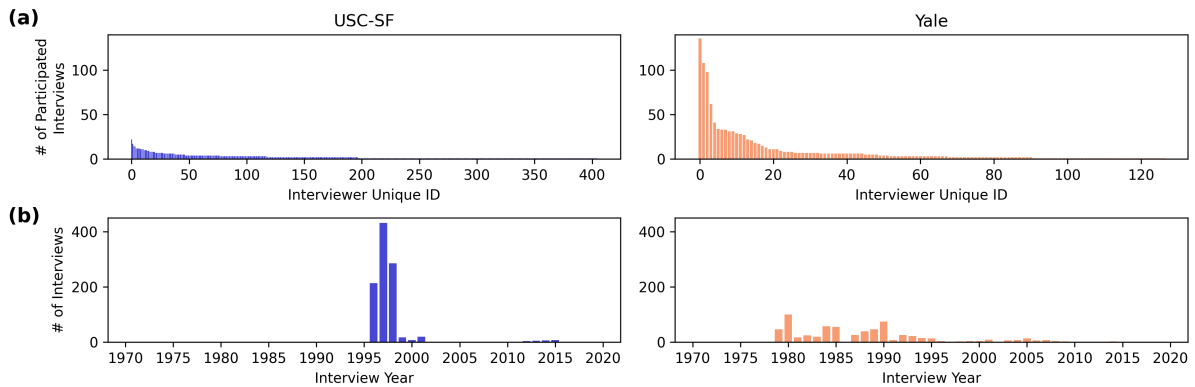 (a)
USC-SF
Yale
# of Participated
Interviews
100
50
0
0 50 100 150 200 250 300 350 400
Interviewer Unique ID
100
50
0
0 20 40 60 80 100 120
Interviewer Unique ID
(b)
# of Interviews
400
200
0
1970 1975 1980 1985 1990 1995 2000 2005 2010 2015 2020
Interview Year
400
200
0
1970 1975 1980 1985 1990 1995 2000 2005 2010 2015 2020
Interview Year